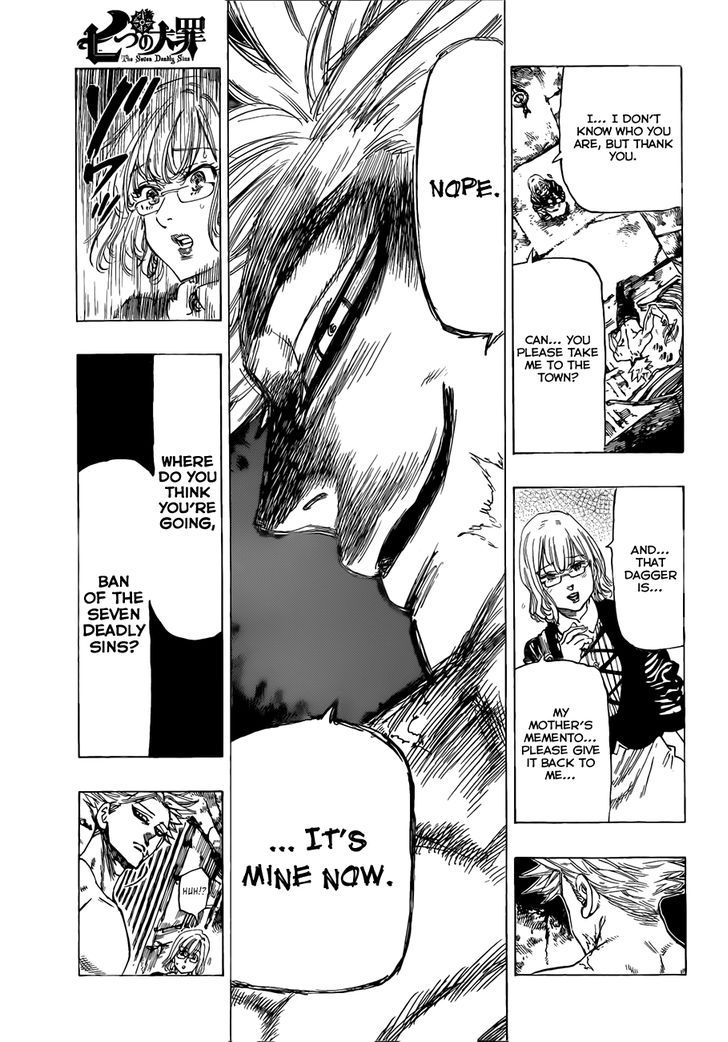 七つの大罪
The Seven Deadly Sins
I... I DON'T
KNOW WHO YOU
ARE, BUT THANK
YOU.
CAN... YOU
PLEASE TAKE
ME TO THE
TOWN?
AND...
THAT
DAGGER
IS...
MY
MOTHER'S
MEMENTO...
PLEASE GIVE
IT BACK TO
ME...
NOPE.
... IT'S
MINE NOW.
WHERE
DO YOU
THINK
YOU'RE
GOING,
BAN
OF THE
SEVEN
DEADLY
SINS?
HUH!?